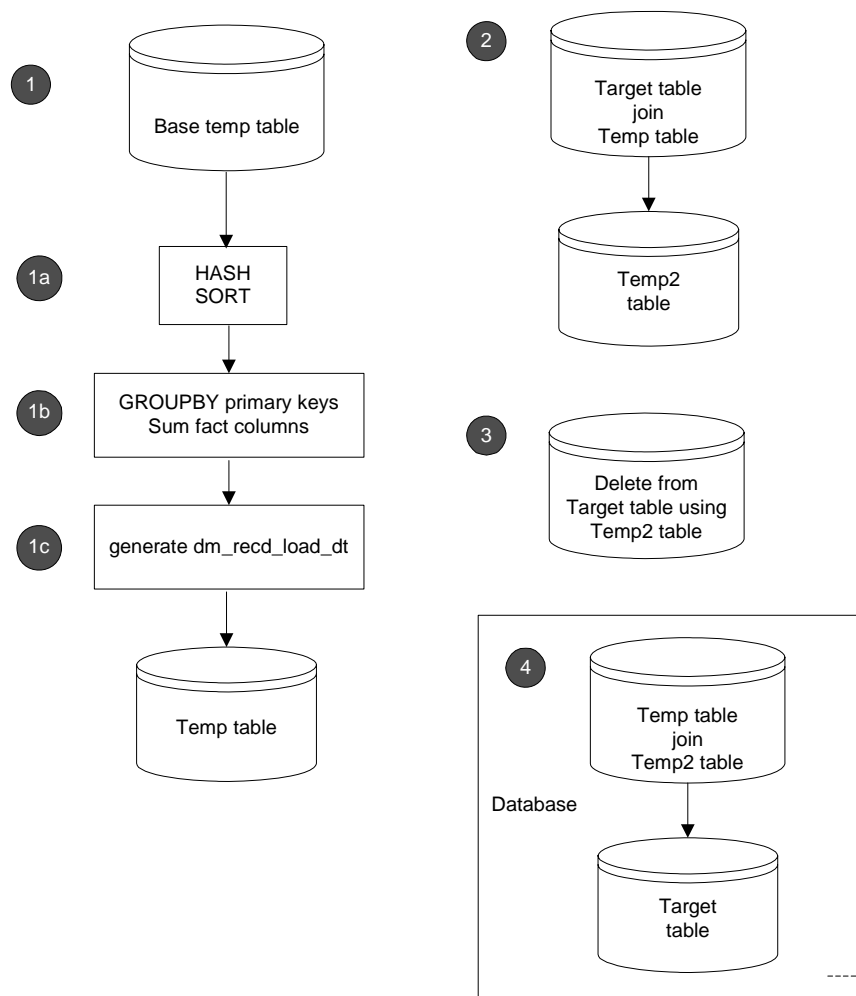 1
Base temp table
1a
HASH
SORT
1b
GROUPBY primary keys
Sum fact columns
1c
generate dm_recd_load_dt
Temp table
2
Target table
join
Temp table
Temp2
table
3
Delete from
Target table using
Temp2 table
4
Temp table
join
Temp2 table
Database
Target
table